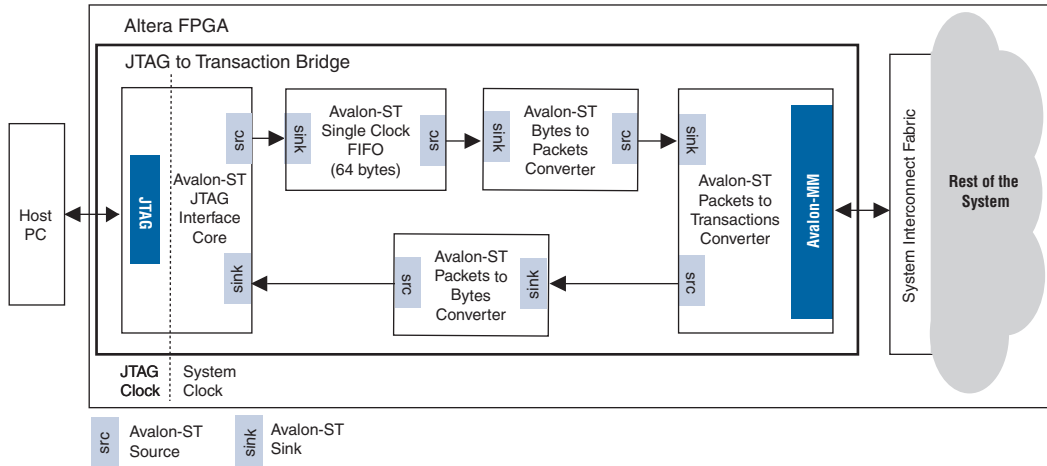 Altera FPGA
JTAG to Transaction Bridge
Host
PC
JTAG
Avalon-ST
JTAG
Interface
Core
src
sink
sink
Avalon-ST
Single Clock
FIFO
(64 bytes)
src
sink
Avalon-ST
Bytes to
Packets
Converter
src
src
Avalon-ST
Packets to
Bytes
Converter
sink
sink
src
Avalon-ST
Packets to
Transactions
Converter
Avalon-MM
System Interconnect Fabric
Rest of the
System
JTAG
Clock
System
Clock
src
Avalon-ST
Source
sink
Avalon-ST
Sink